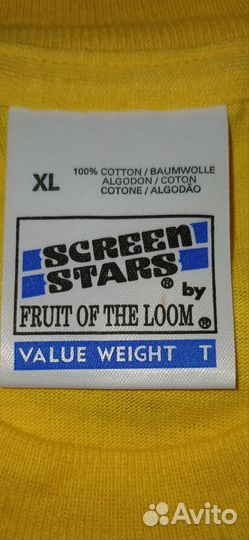 XL
100% COTTON / BAUMWOLLE
ALGODON / COTON
COTONE / ALGODÃO
SCREEN
STARS ®
by
FRUIT OF THE LOOM ®
VALUE WEIGHT T
Avito